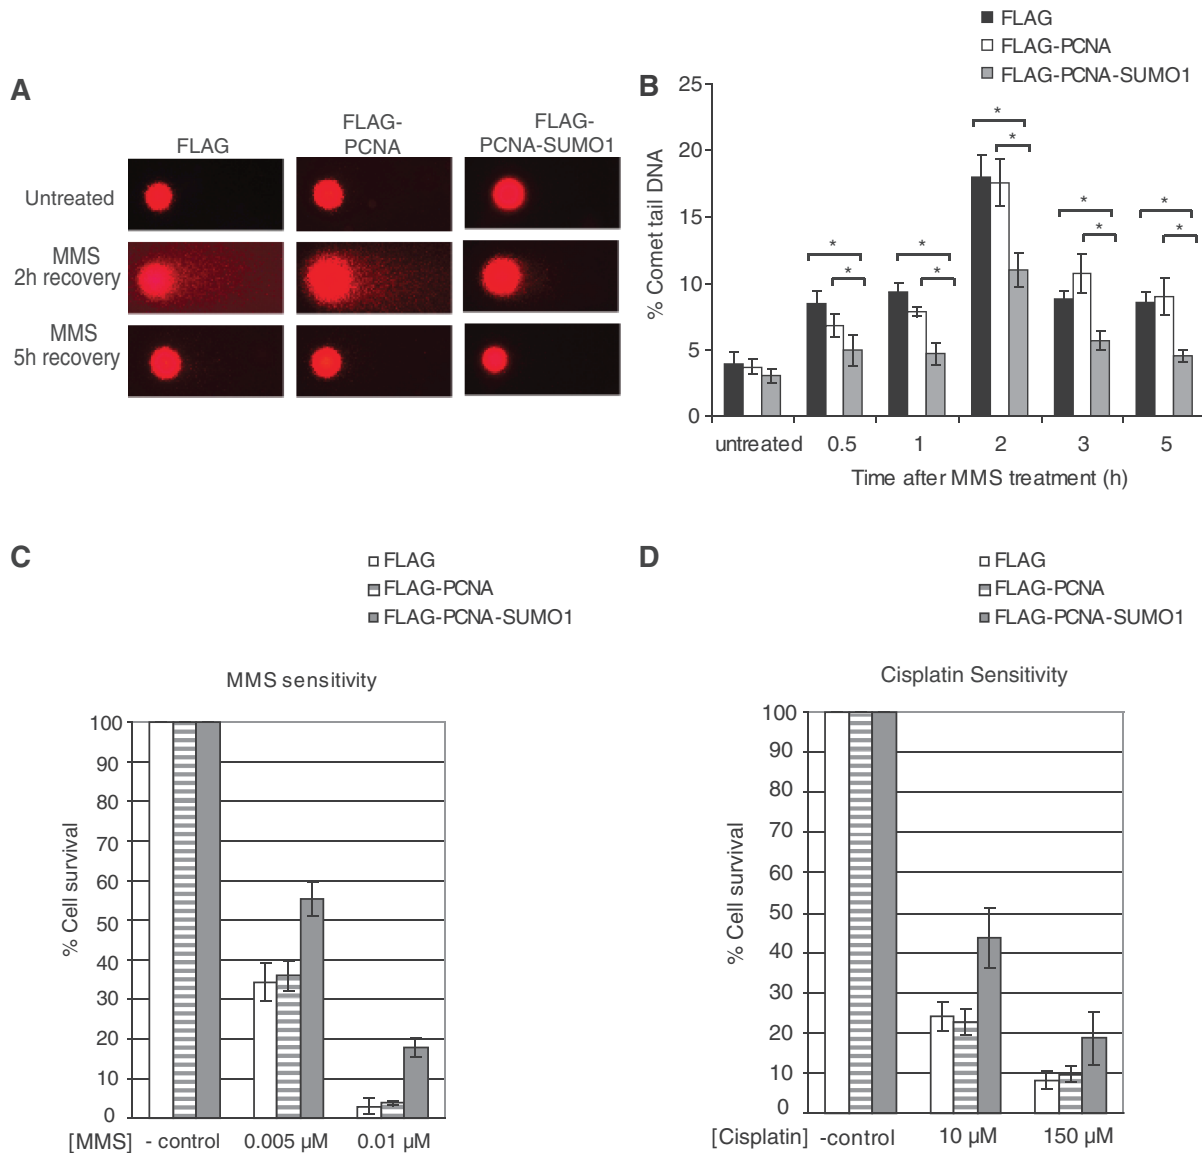 A
FLAG
FLAG-
PCNA
FLAG-
PCNA-SUMO1
Untreated
MMS
2h recovery
MMS
5h recovery
B
FLAG
FLAG-PCNA
FLAG-PCNA-SUMO1
% Comet tail DNA
25
20
15
10
5
0
* * * * *
* * * * *
untreated 0.5 1 2 3 5
Time after MMS treatment (h)
C
FLAG
FLAG-PCNA
FLAG-PCNA-SUMO1
MMS sensitivity
% Cell survival
100
90
80
70
60
50
40
30
20
10
0
[MMS] - control 0.005 µM 0.01 µM
D
FLAG
FLAG-PCNA
FLAG-PCNA-SUMO1
Cisplatin Sensitivity
% Cell survival
100
90
80
70
60
50
40
30
20
10
0
[Cisplatin] -control 10 µM 150 µM